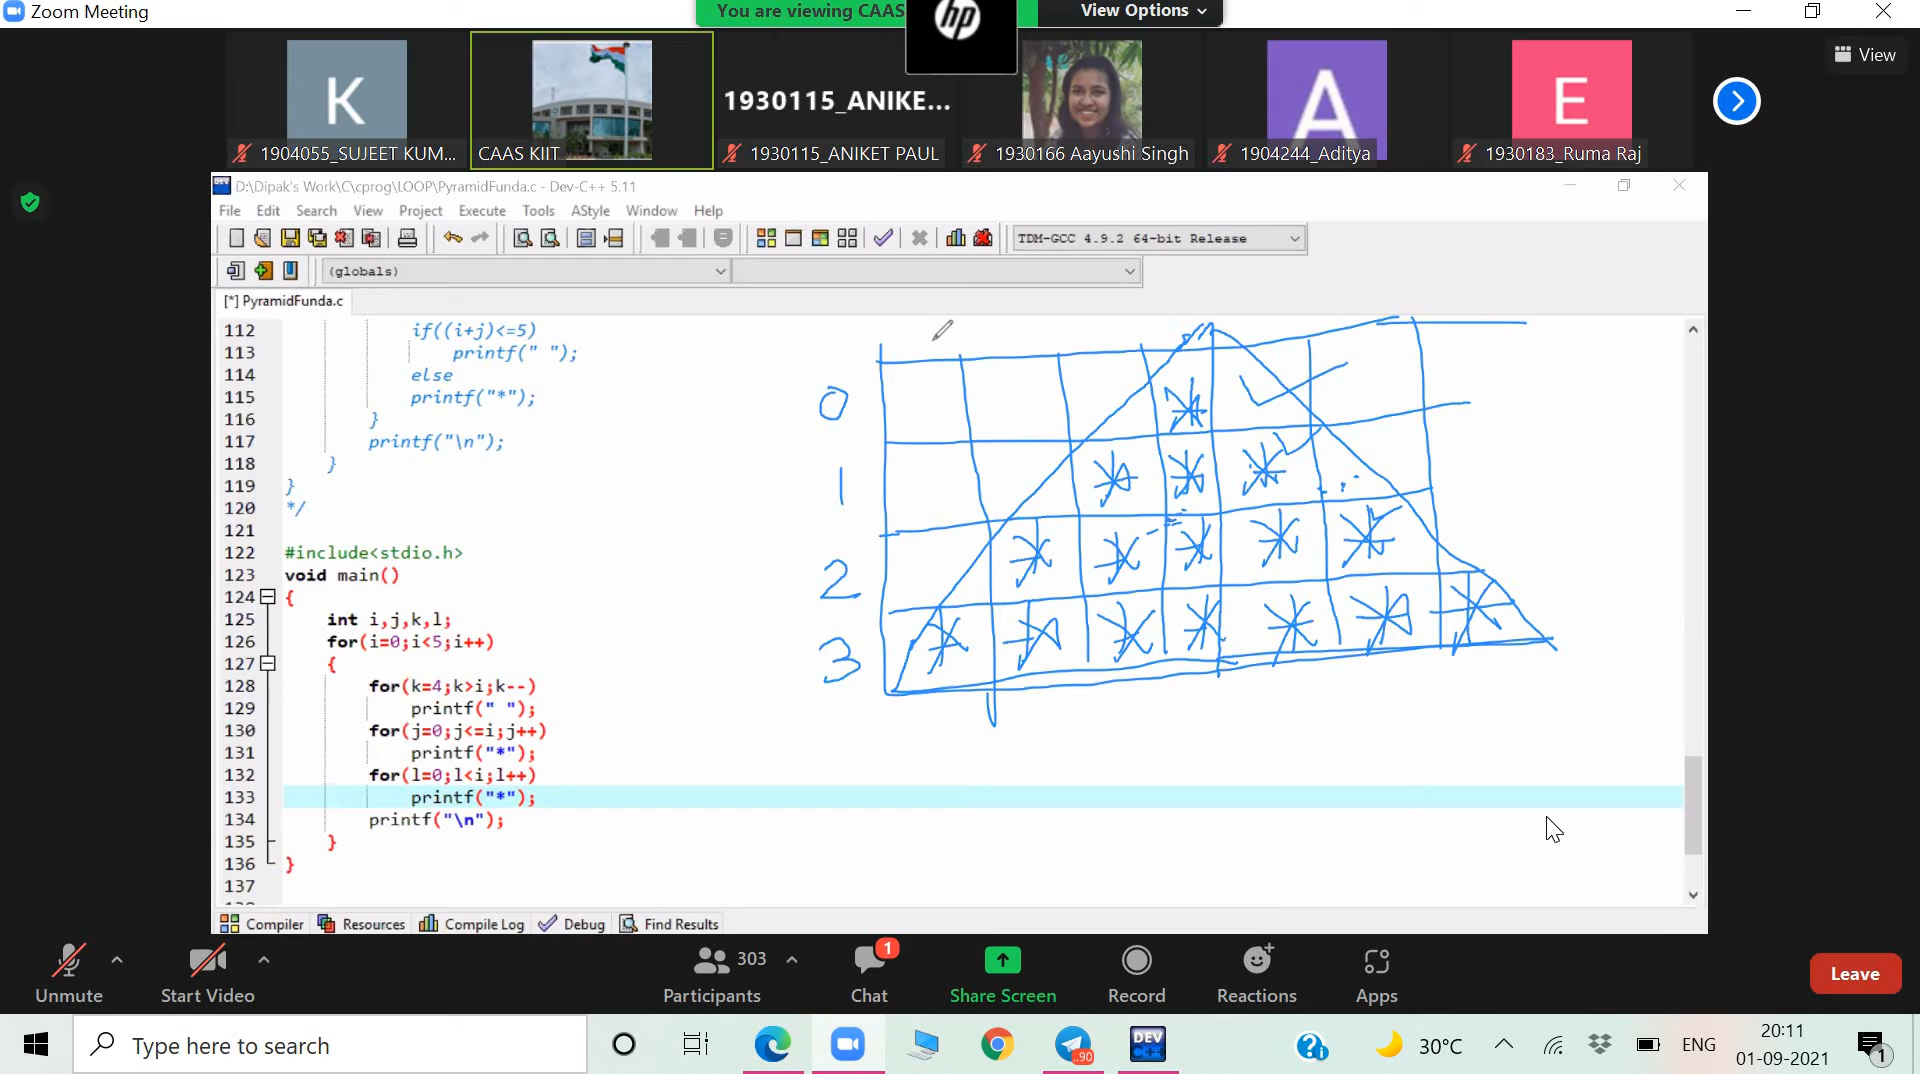 Zoom Meeting
You are viewing CAAS
hp
View Options
View
K
1904055_SUJEET KUM...
CAAS KIIT
1930115_ANIKE...
1930115_ANIKET PAUL
1930166 Aayushi Singh
A
1904244_Aditya
E
1930183_Ruma Raj
D:\Dipak's Work\C\cprog\LOOP\PyramidFunda.c - Dev-C++ 5.11
File Edit Search View Project Execute Tools AStyle Window Help
TDM-GCC 4.9.2 64-bit Release
(globals)
[*] PyramidFunda.c
112 if((i+j)<=5)
113 printf(" ");
114 else
115 printf("*");
116 }
117 printf("\n");
118 }
119 }
120 */
121
122 #include<stdio.h>
123 void main()
124 {
125 int i,j,k,l;
126 for(i=0;i<5;i++)
127 {
128 for(k=4;k>i;k--)
129 printf(" ");
130 for(j=0;j<=i;j++)
131 printf("*");
132 for(l=0;l<i;l++)
133 printf("*");
134 printf("\n");
135 }
136 }
137
0
*
1
* * *
2
* * * * *
3
* * * * * * *
Compiler Resources Compile Log Debug Find Results
Unmute
Start Video
303
Participants
1
Chat
Share Screen
Record
Reactions
Apps
Leave
Type here to search
..90
DEV C++
30°C
ENG
20:11
01-09-2021
1